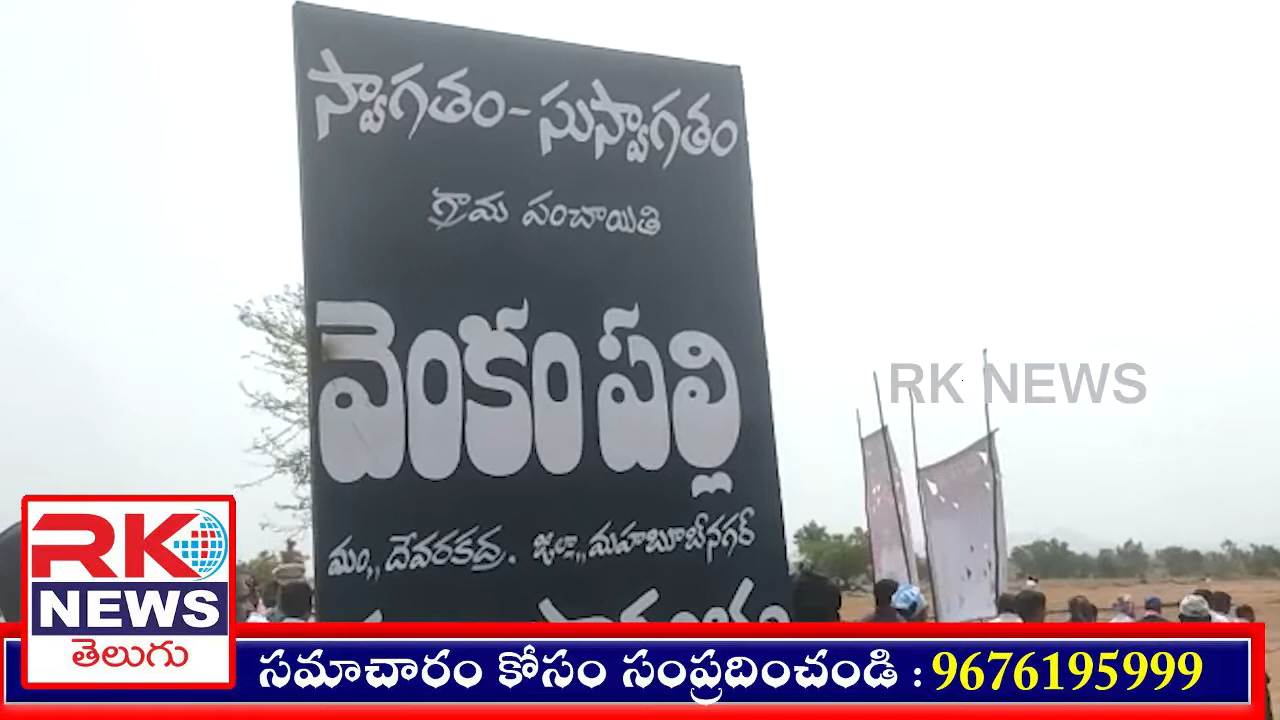 స్వాగతం-సుస్వాగతం
గ్రామ పంచాయితి
వెంకం పల్లి
మం,, దేవరకద్ర. జిల్లా,, మహబూబ్‌నగర్
RK NEWS
RK
NEWS
తెలుగు
సమాచారం కోసం సంప్రదించండి : 9676195999